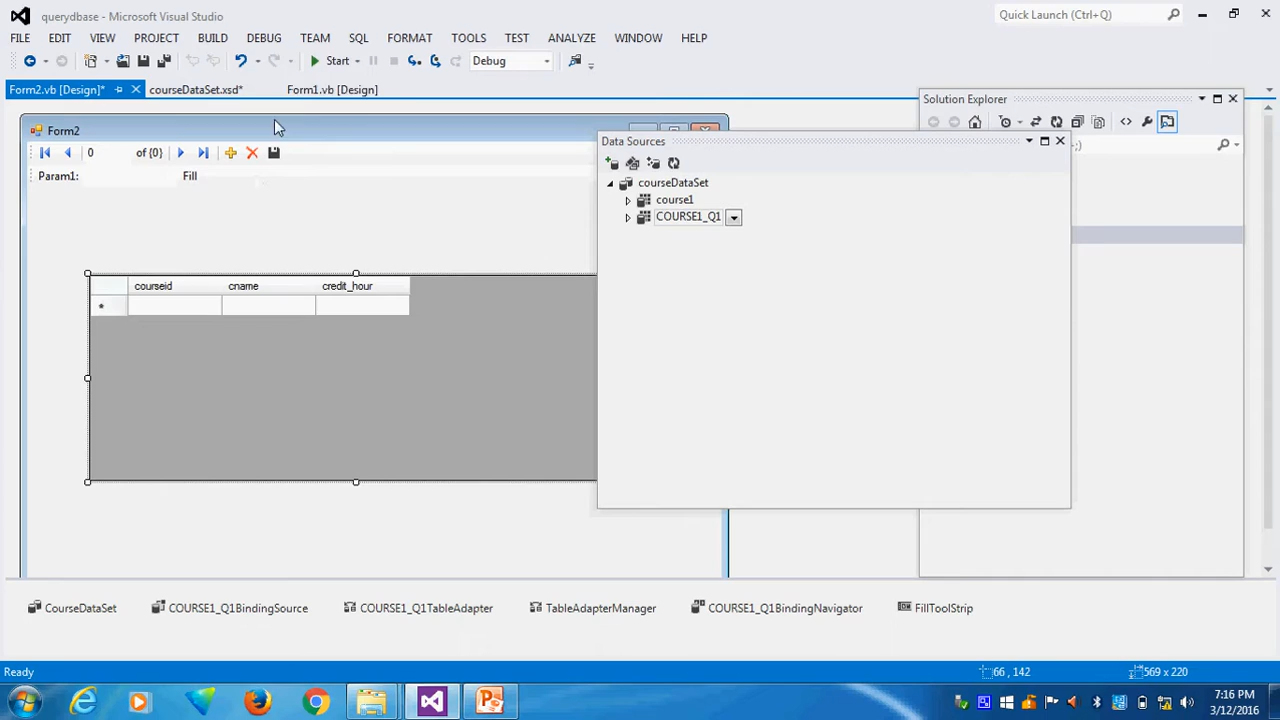 querydbase - Microsoft Visual Studio
Quick Launch (Ctrl+Q)
FILE EDIT VIEW PROJECT BUILD DEBUG TEAM SQL FORMAT TOOLS TEST ANALYZE WINDOW HELP
Start Debug
Form2.vb [Design]* courseDataSet.xsd* Form1.vb [Design]
Solution Explorer
Form2
Data Sources
;)
0 of {0}
Param1: Fill
courseDataSet
course1
COURSE1_Q1
courseid cname credit_hour
*
CourseDataSet COURSE1_Q1BindingSource COURSE1_Q1TableAdapter TableAdapterManager COURSE1_Q1BindingNavigator FillToolStrip
Ready
66 , 142
569 x 220
7:16 PM
3/12/2016